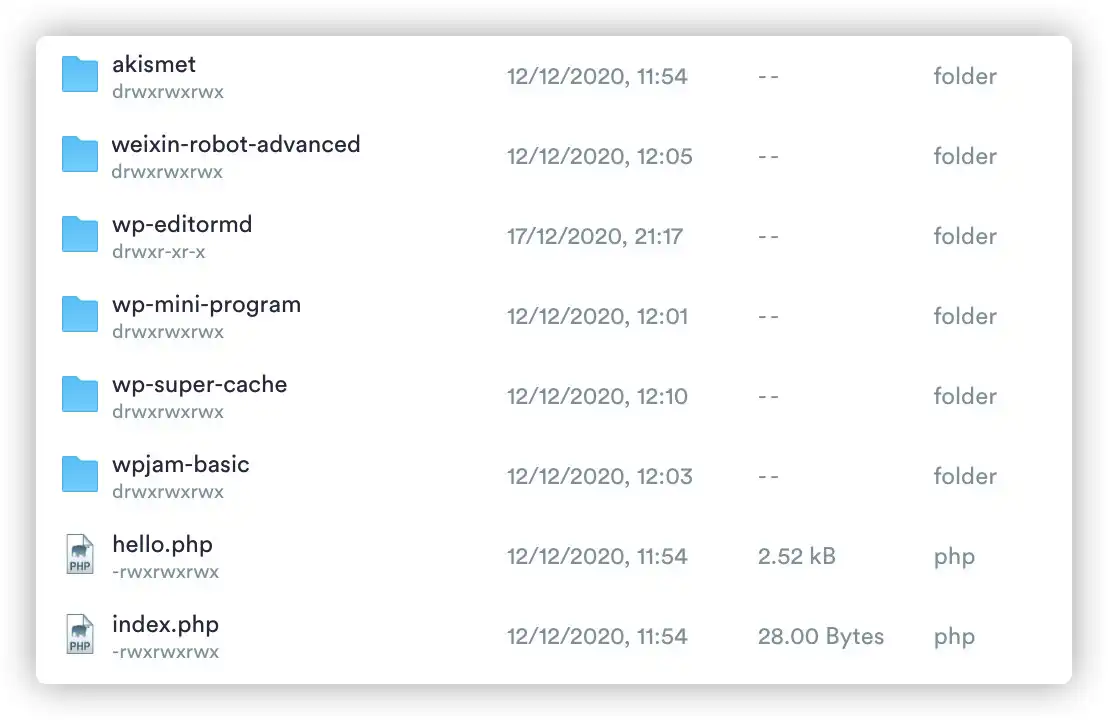 akismet
drwxrwxrwx
12/12/2020, 11:54
--
folder
weixin-robot-advanced
drwxrwxrwx
12/12/2020, 12:05
--
folder
wp-editormd
drwxr-xr-x
17/12/2020, 21:17
--
folder
wp-mini-program
drwxrwxrwx
12/12/2020, 12:01
--
folder
wp-super-cache
drwxrwxrwx
12/12/2020, 12:10
--
folder
wpjam-basic
drwxrwxrwx
12/12/2020, 12:03
--
folder
PHP
hello.php
-rwxrwxrwx
12/12/2020, 11:54
2.52 kB
php
PHP
index.php
-rwxrwxrwx
12/12/2020, 11:54
28.00 Bytes
php